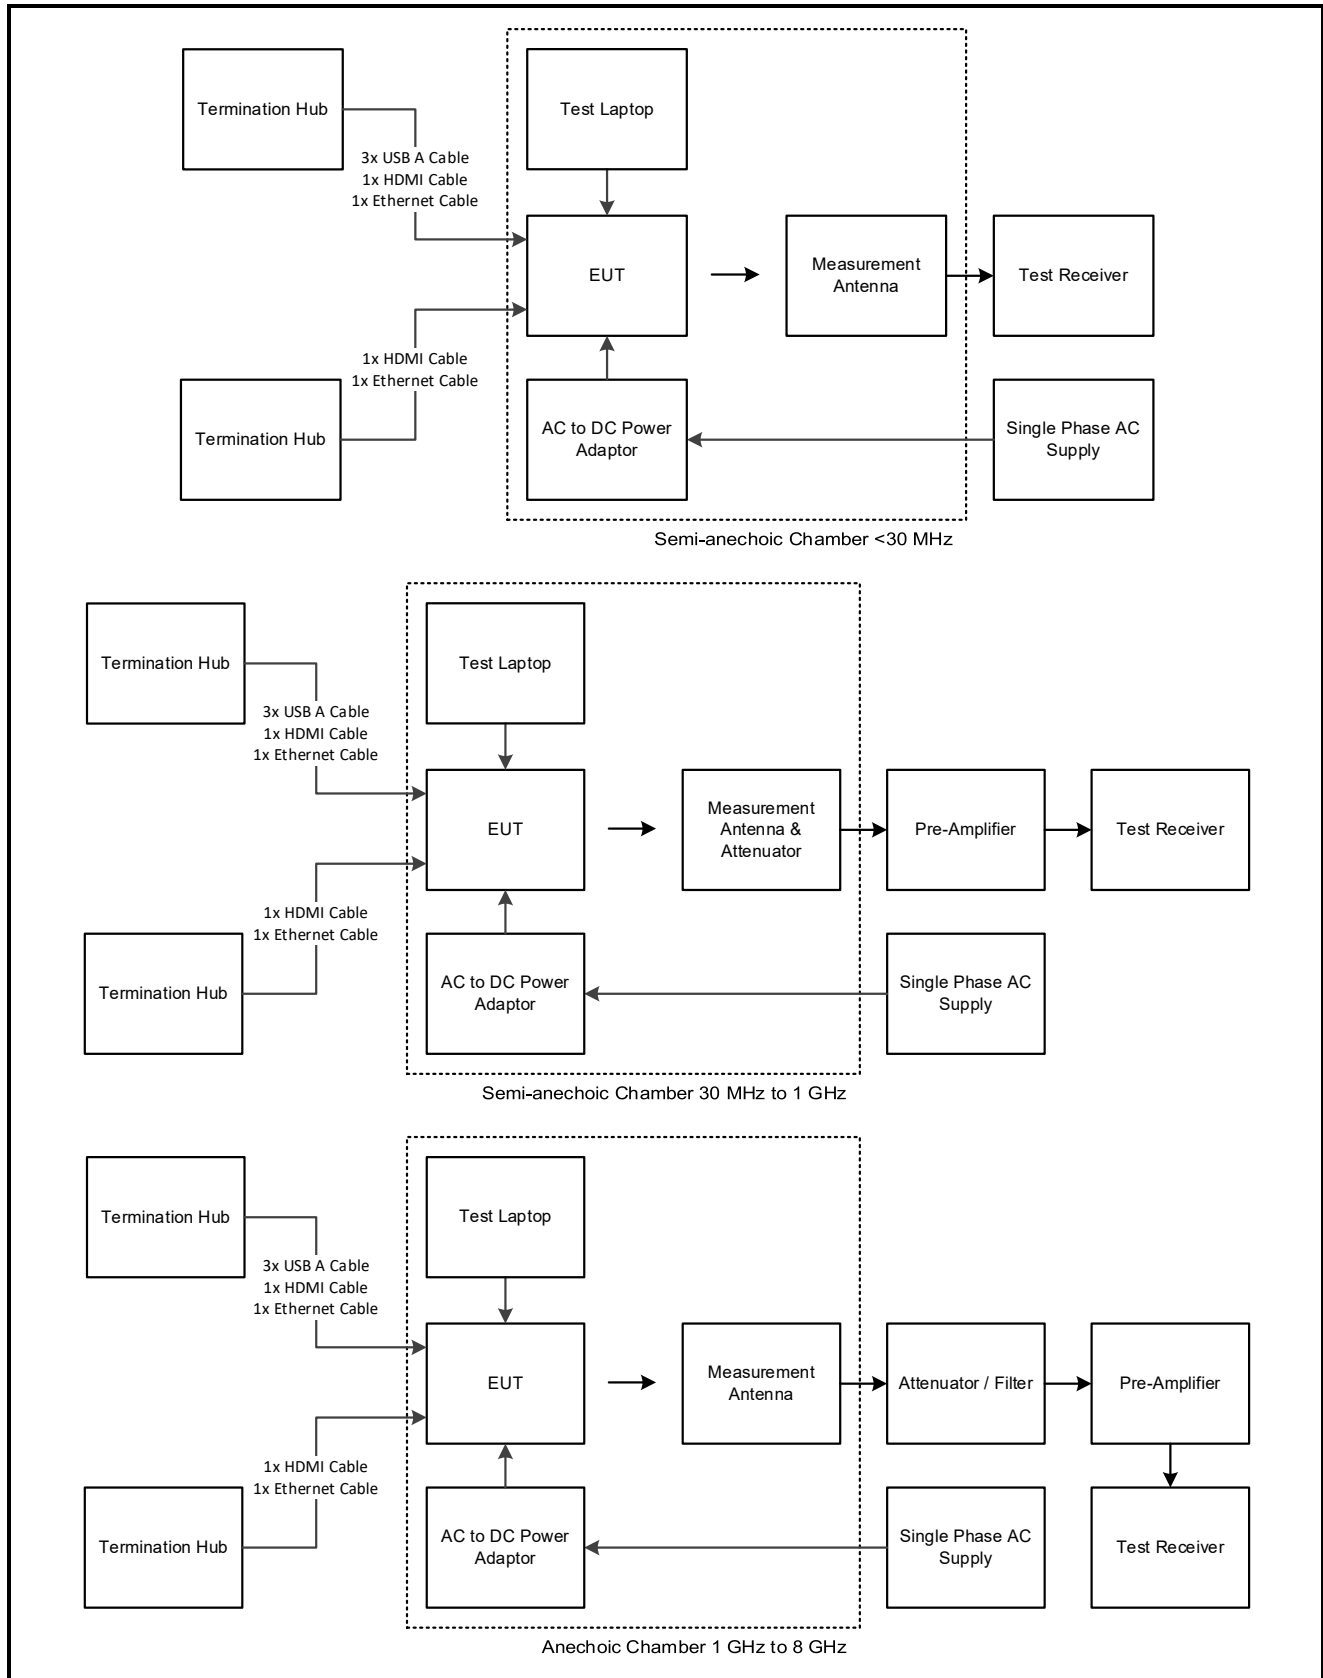 Termination Hub
Test Laptop
3x USB A Cable
1x HDMI Cable
1x Ethernet Cable
EUT
Measurement
Antenna
Test Receiver
1x HDMI Cable
1x Ethernet Cable
Termination Hub
AC to DC Power
Adaptor
Single Phase AC
Supply
Semi-anechoic Chamber <30 MHz
Termination Hub
Test Laptop
3x USB A Cable
1x HDMI Cable
1x Ethernet Cable
EUT
Measurement
Antenna &
Attenuator
Pre-Amplifier
Test Receiver
1x HDMI Cable
1x Ethernet Cable
Termination Hub
AC to DC Power
Adaptor
Single Phase AC
Supply
Semi-anechoic Chamber 30 MHz to 1 GHz
Termination Hub
Test Laptop
3x USB A Cable
1x HDMI Cable
1x Ethernet Cable
EUT
Measurement
Antenna
Attenuator / Filter
Pre-Amplifier
1x HDMI Cable
1x Ethernet Cable
Termination Hub
AC to DC Power
Adaptor
Single Phase AC
Supply
Test Receiver
Anechoic Chamber 1 GHz to 8 GHz